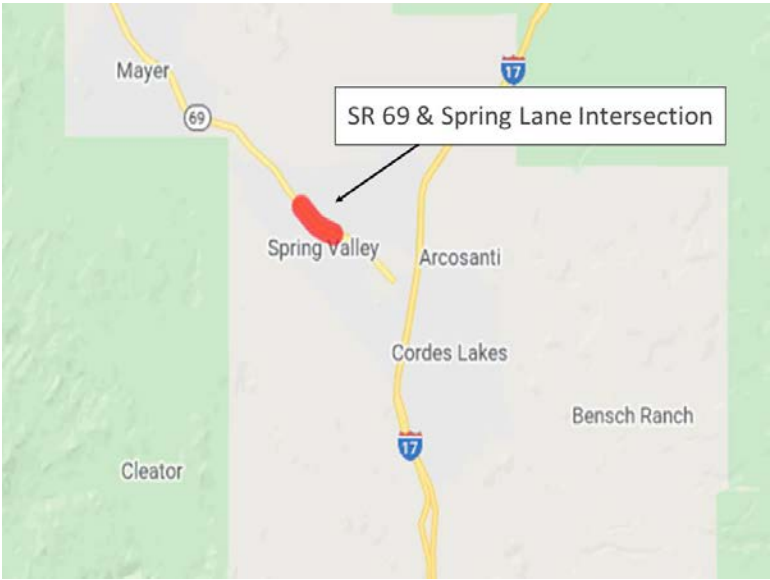 17
Mayer
69
SR 69 & Spring Lane Intersection
Spring Valley
Arcosanti
Cordes Lakes
Bensch Ranch
17
Cleator